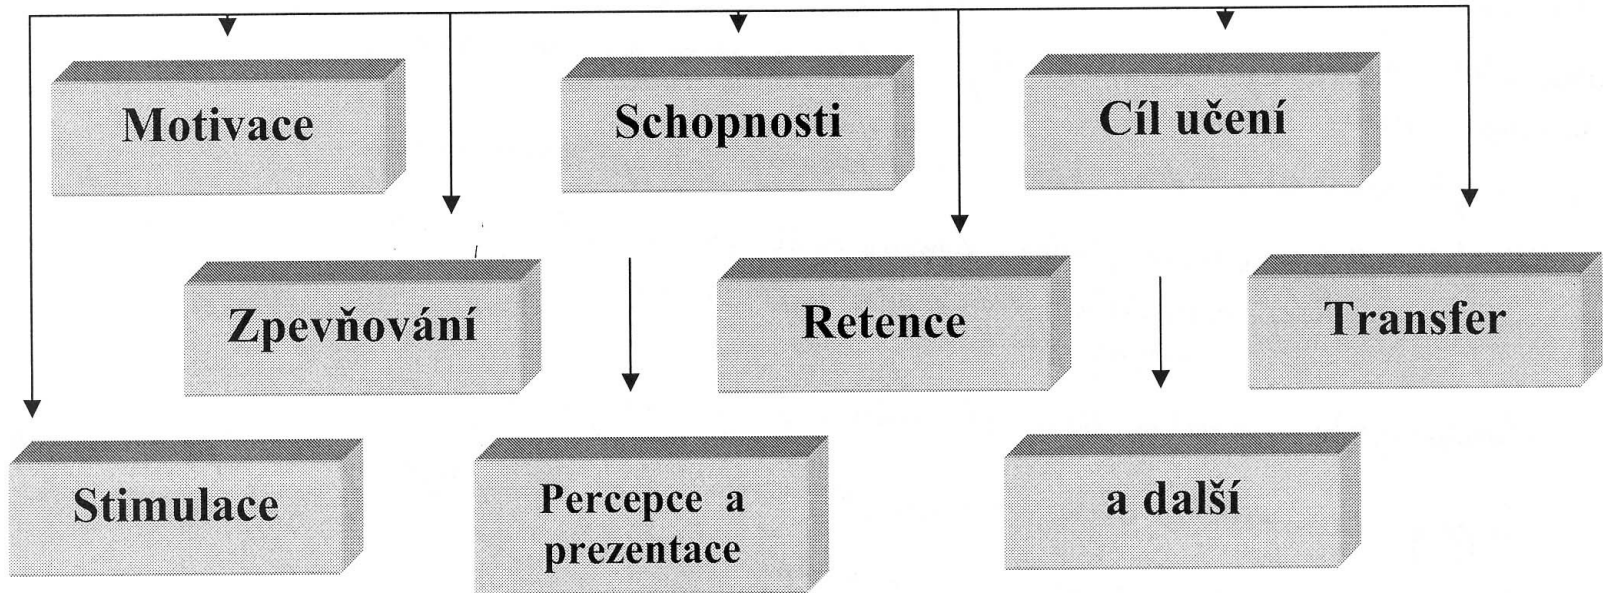 Motivace
Schopnosti
Cíl učení
Zpevňování
Retence
Transfer
Stimulace
Percepce a
prezentace
a další